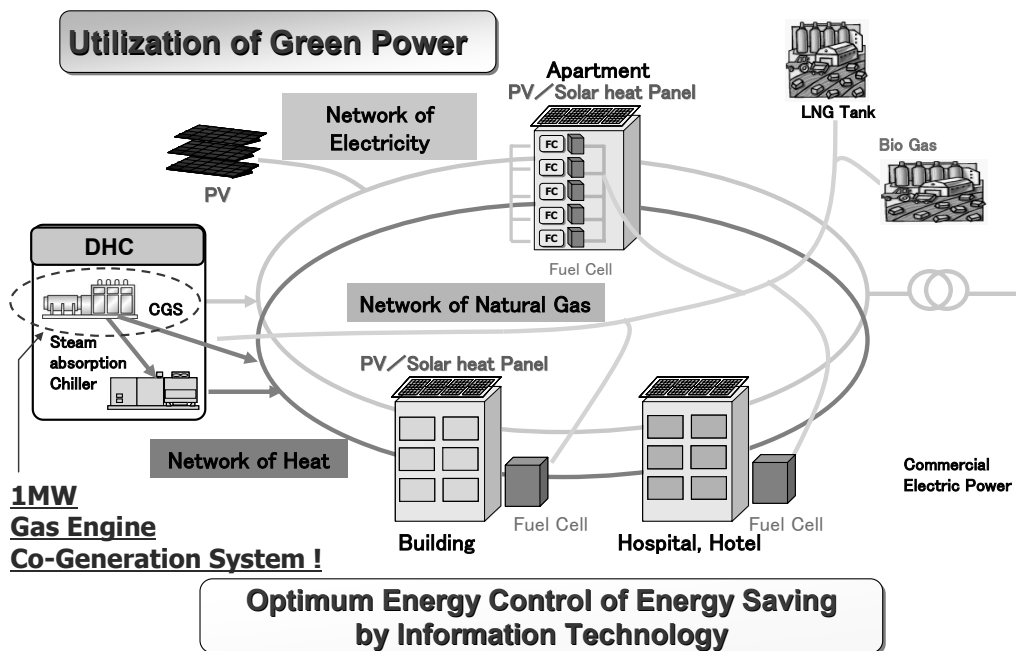 Utilization of Green Power
Apartment
PV／Solar heat Panel
LNG Tank
Network of
Electricity
FC
FC
FC
FC
FC
Bio Gas
PV
DHC
Fuel Cell
CGS
Network of Natural Gas
Steam
absorption
Chiller
PV／Solar heat Panel
Network of Heat
Commercial
Electric Power
1MW
Gas Engine
Co-Generation System !
Fuel Cell
Fuel Cell
Building
Hospital, Hotel
Optimum Energy Control of Energy Saving
by Information Technology